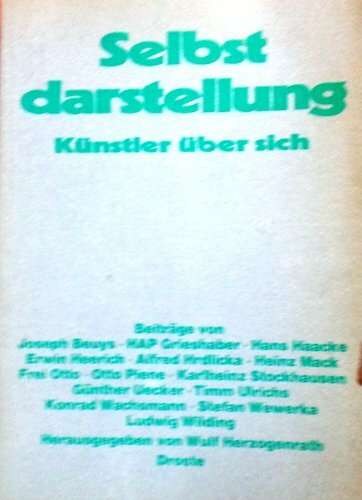 Selbst
darstellung
Künstler über sich
Beiträge von
Joseph Beuys · HAP Grieshaber · Hans Haacke
Erwin Heerich · Alfred Hrdlicka · Heinz Mack
Frei Otto · Otto Piene · Karlheinz Stockhausen
Günther Uecker · Timm Ulrichs
Konrad Wachsmann · Stefan Wewerka
Ludwig Wilding
Herausgegeben von Wulf Herzogenrath
Droste